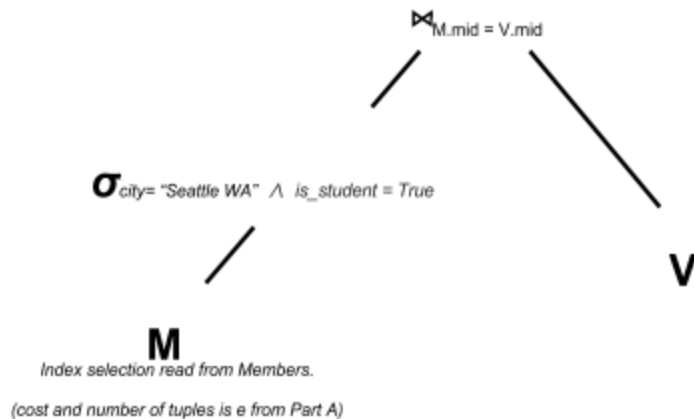 ⋈M.mid = V.mid
σcity= “Seattle WA” ∧ is_student = True
V
M
Index selection read from Members.
(cost and number of tuples is e from Part A)